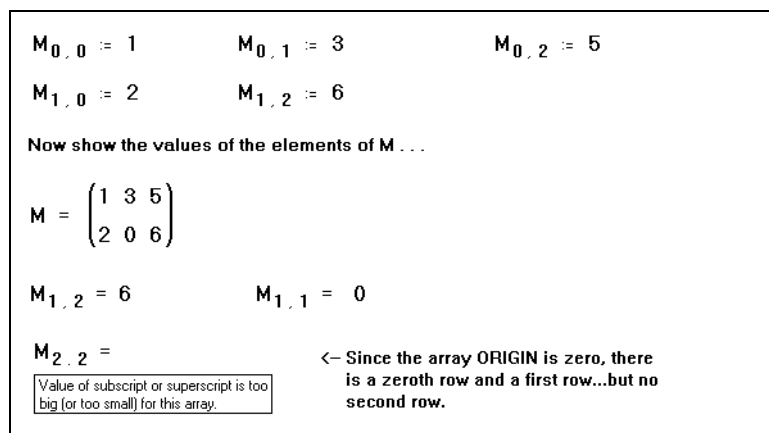 M0,0 := 1 M0,1 := 3 M0,2 := 5
M1,0 := 2 M1,2 := 6
Now show the values of the elements of M . . .
M = (1 3 5
2 0 6)
M1,2 = 6 M1,1 = 0
M2,2 =
Value of subscript or superscript is too
big (or too small) for this array.
<– Since the array ORIGIN is zero, there
is a zeroth row and a first row...but no
second row.